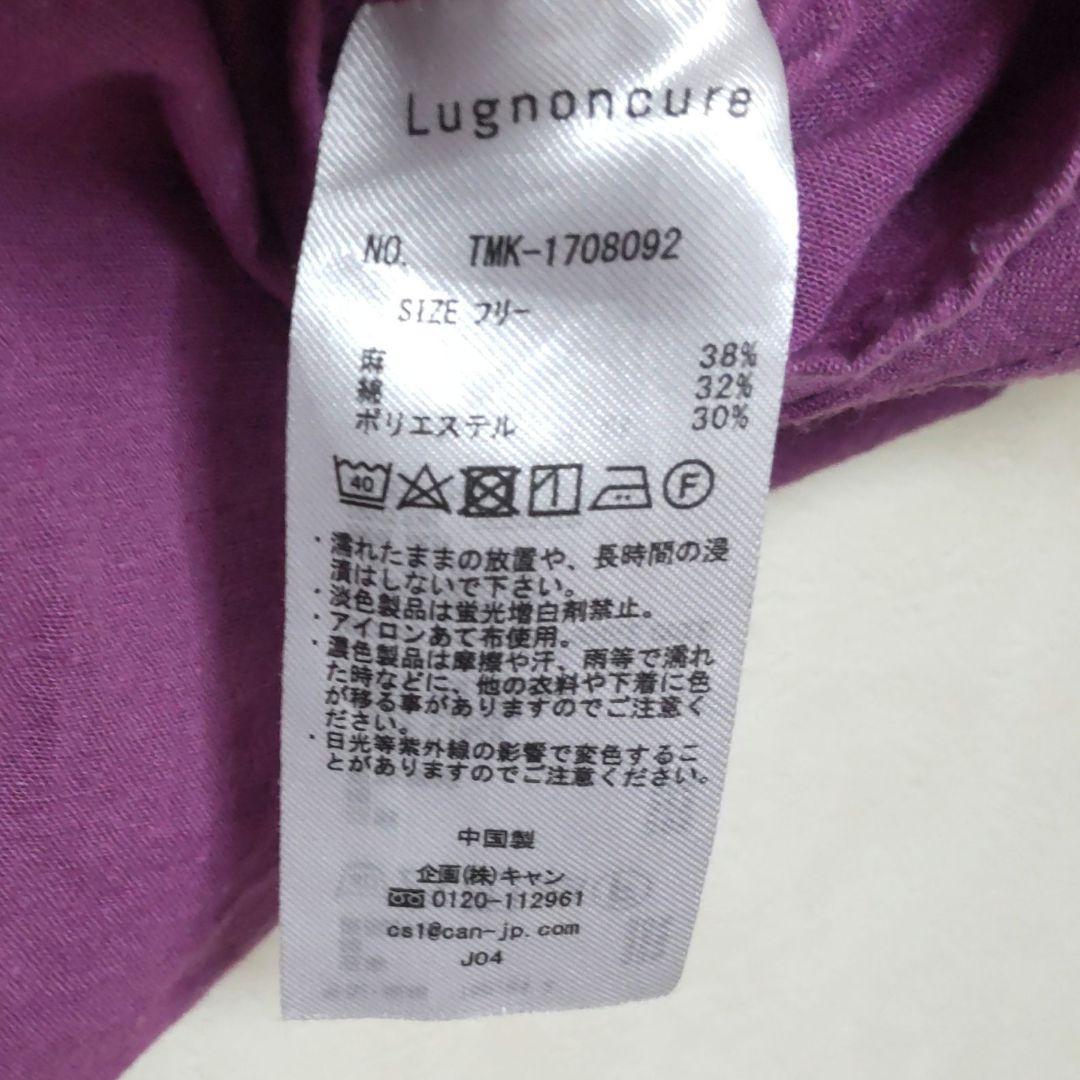 Lugnoncure
NO. TMK-1708092
SIZE フリー
麻 38%
綿 32%
ポリエステル 30%
40 F
・濡れたままの放置や、長時間の浸
漬はしないで下さい。
・淡色製品は蛍光増白剤禁止。
・アイロンあて布使用。
・濃色製品は摩擦や汗、雨等で濡れ
た時などに、他の衣料や下着に色
が移る事がありますのでご注意く
ださい。
・日光等紫外線の影響で変色するこ
とがありますのでご注意ください。
中国製
企画(株)キャン
0120-112961
cs1@can-jp.com
J04